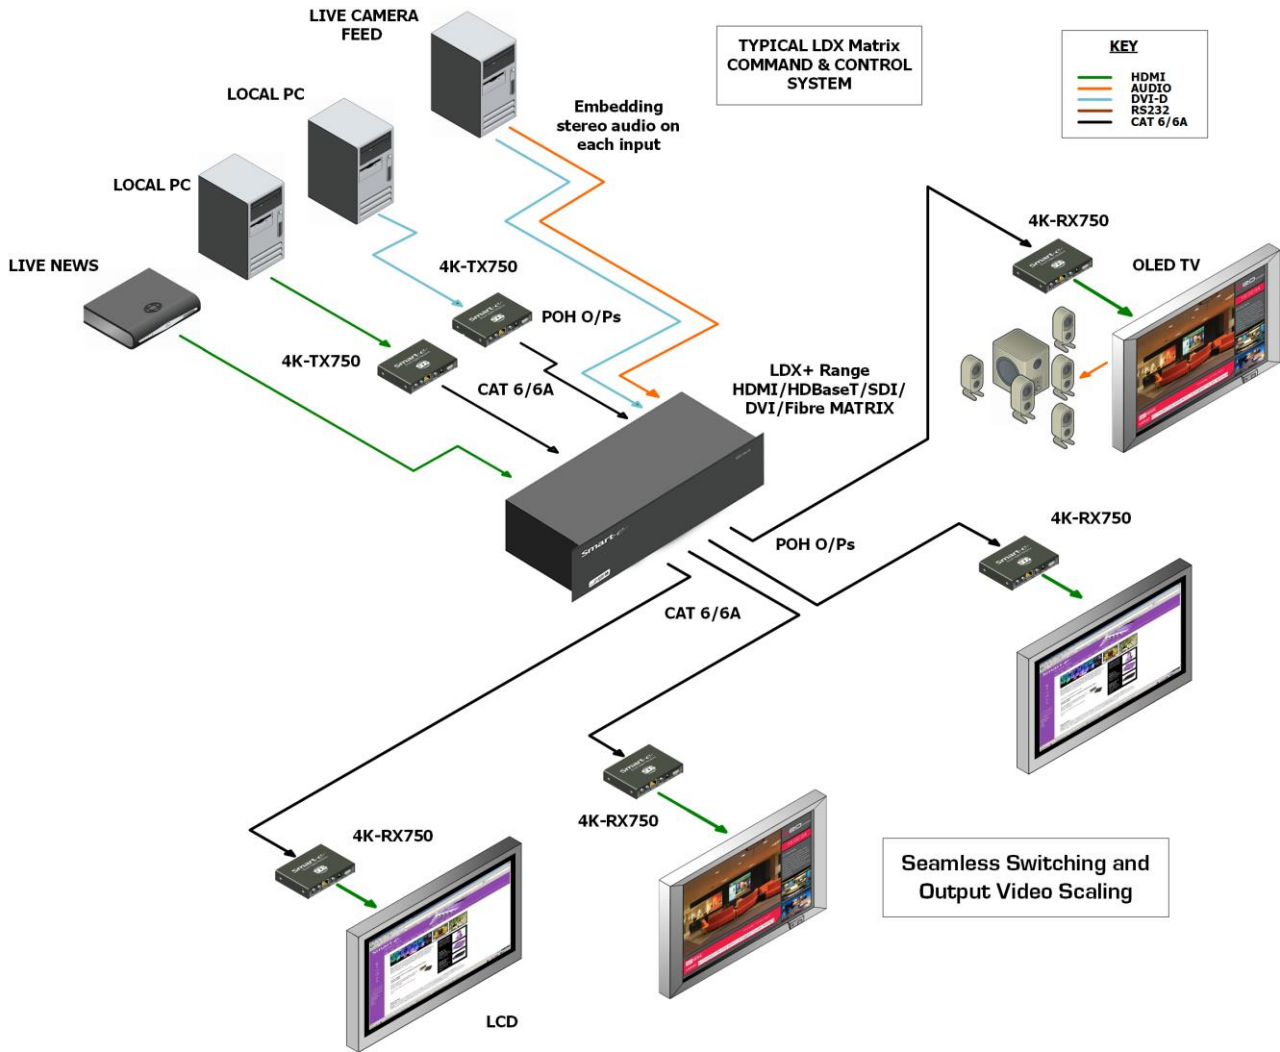 LIVE CAMERA
FEED
TYPICAL LDX Matrix
COMMAND & CONTROL
SYSTEM
KEY
HDMI
AUDIO
DVI-D
RS232
CAT 6/6A
LOCAL PC
Embedding
stereo audio on
each input
LOCAL PC
LIVE NEWS
4K-TX750
POH O/Ps
4K-TX750
CAT 6/6A
4K-RX750
OLED TV
LDX+ Range
HDMI/HDBaseT/SDI/
DVI/Fibre MATRIX
Smart-e
POH O/Ps
4K-RX750
CAT 6/6A
4K-RX750
4K-RX750
LCD
Seamless Switching and
Output Video Scaling